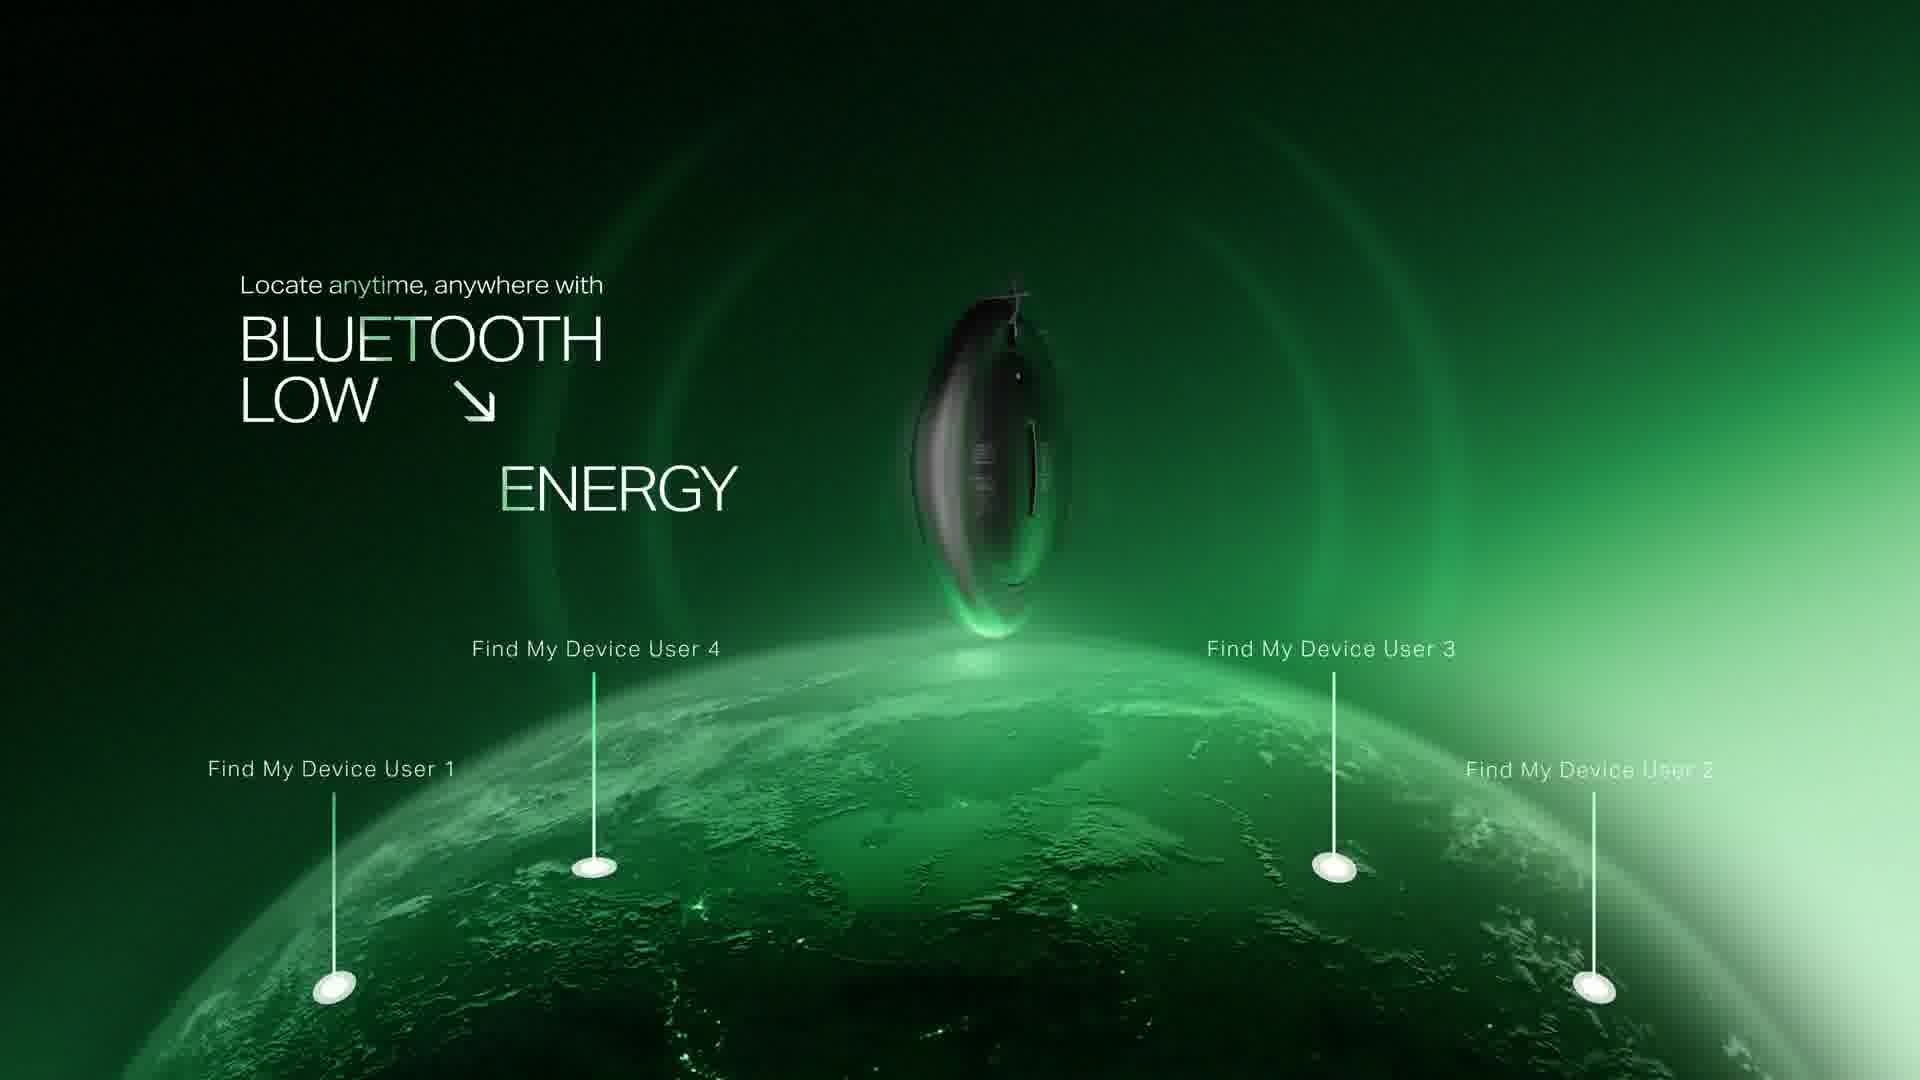 Locate anytime, anywhere with
BLUETOOTH
LOW
ENERGY
Find My Device User 4
Find My Device User 3
Find My Device User 1
Find My Device User 2